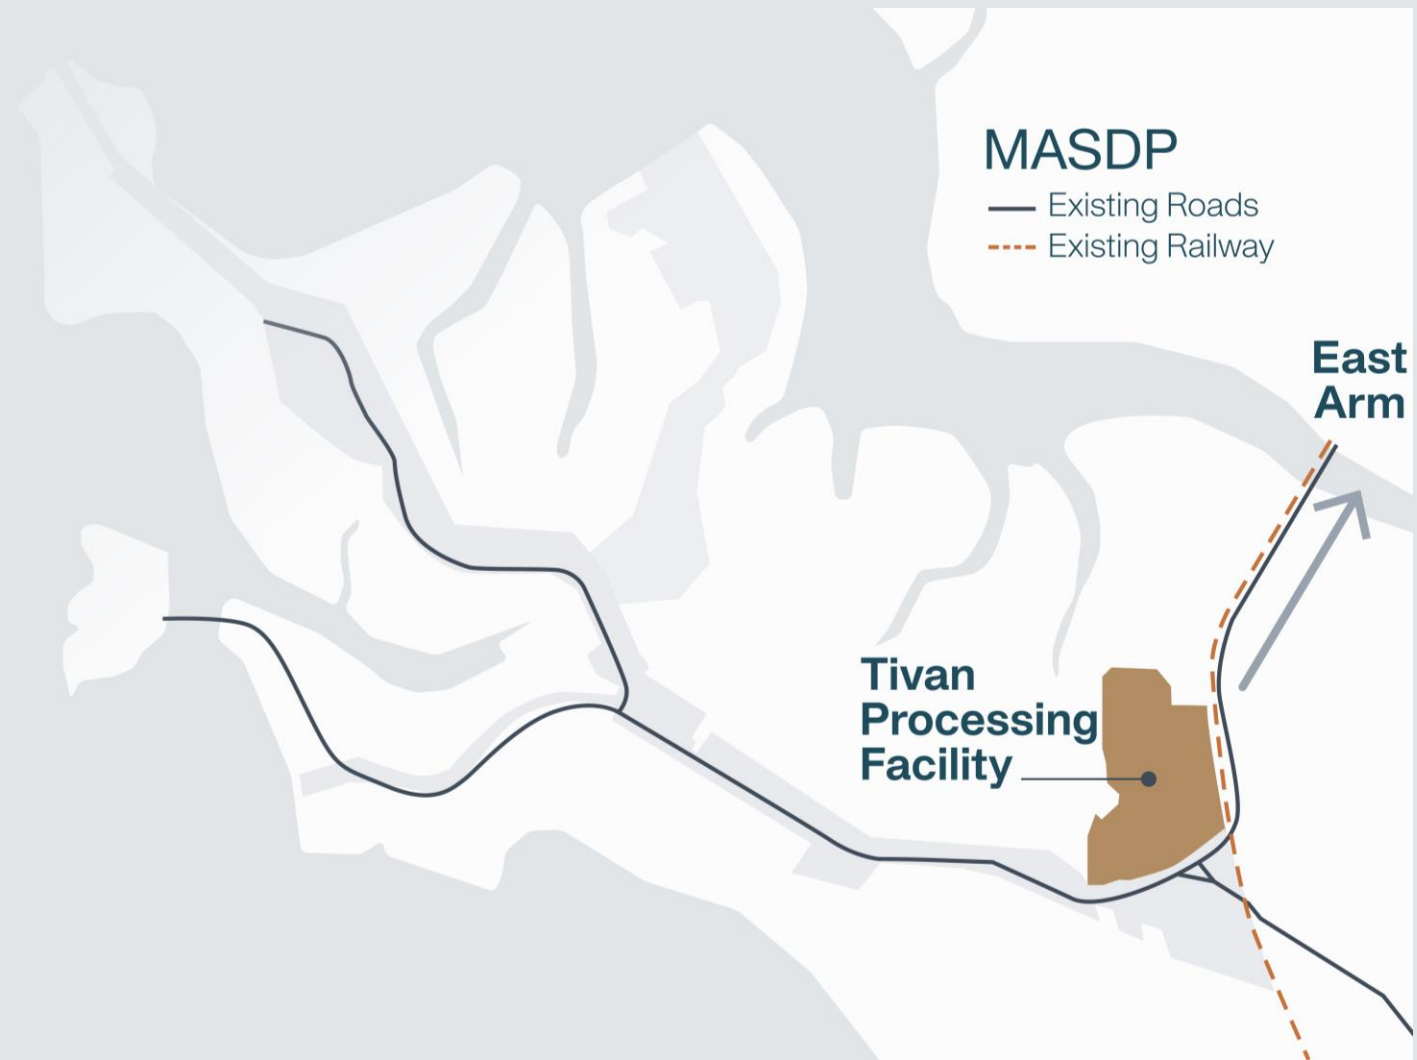 MASDP
Existing Roads
Existing Railway
East
Arm
Tivan
Processing
Facility